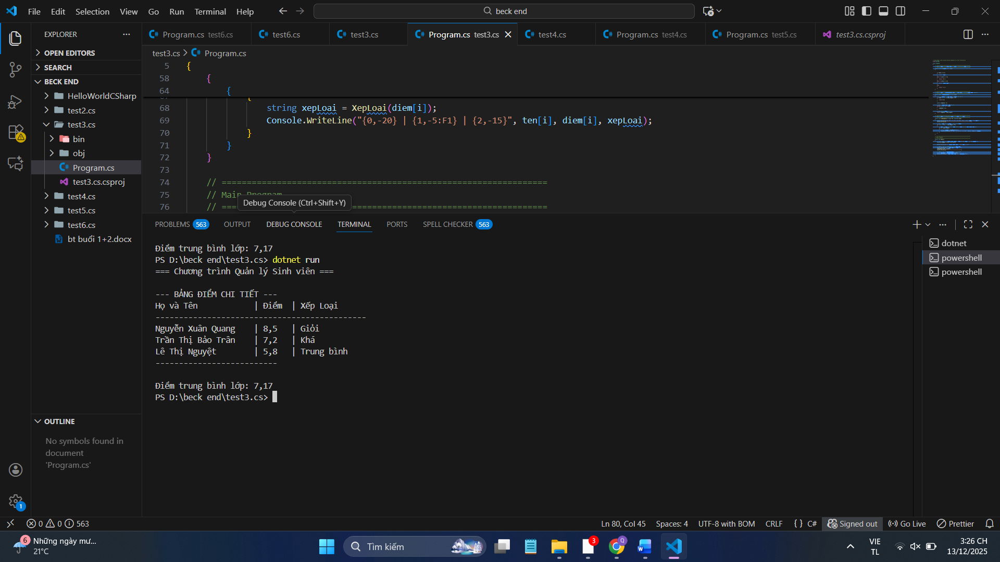 File Edit Selection View Go Run Terminal Help
beck end
EXPLORER
OPEN EDITORS
SEARCH
BECK END
HelloWorldCSharp
test2.cs
test3.cs
bin
obj
Program.cs
test3.cs.csproj
test4.cs
test5.cs
test6.cs
bt buổi 1+2.docx
OUTLINE
No symbols found in
document
'Program.cs'
Program.cs test6.cs
test6.cs
test3.cs
Program.cs test3.cs
test4.cs
Program.cs test4.cs
Program.cs test5.cs
test3.cs.csproj
test3.cs > Program.cs
5 {
58 {
64 {
{
68 string xepLoai = XepLoai(diem[i]);
69 Console.WriteLine("{0,-20} | {1,-5:F1} | {2,-15}", ten[i], diem[i], xepLoai);
70 }
71 }
72 }
73
74 // =================================================================
75 // Main Program
76 // =================================================================
Debug Console (Ctrl+Shift+Y)
PROBLEMS 563 OUTPUT DEBUG CONSOLE TERMINAL PORTS SPELL CHECKER 563
Điểm trung bình lớp: 7,17
PS D:\beck end\test3.cs> dotnet run
=== Chương trình Quản lý Sinh viên ===
--- BẢNG ĐIỂM CHI TIẾT ---
Họ và Tên | Điểm | Xếp Loại
---------------------------------------------
Nguyễn Xuân Quang | 8,5 | Giỏi
Trần Thị Bảo Trân | 7,2 | Khá
Lê Thị Nguyệt | 5,8 | Trung bình
--------------------------
Điểm trung bình lớp: 7,17
PS D:\beck end\test3.cs>
dotnet
powershell
powershell
1
0 0 563
Ln 80, Col 45 Spaces: 4 UTF-8 with BOM CRLF {} C# Signed out Go Live Prettier
6
Những ngày mư...
21°C
Tìm kiếm
3
Q
W
VIE
TL
3:26 CH
13/12/2025